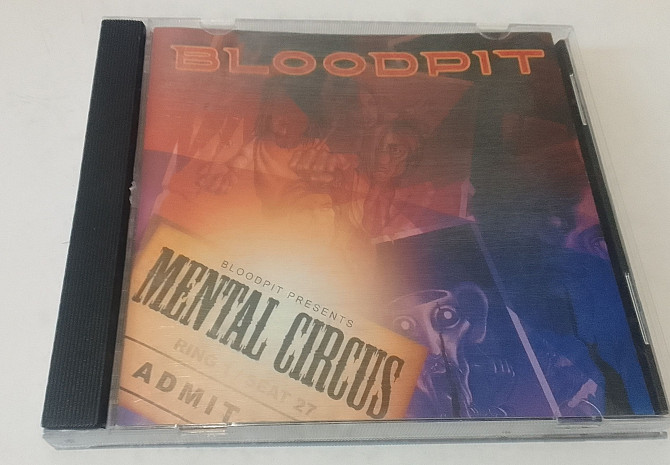 BLOODPIT
BLOODPIT PRESENTS
MENTAL CIRCUS
RING SEAT 27
ADMIT